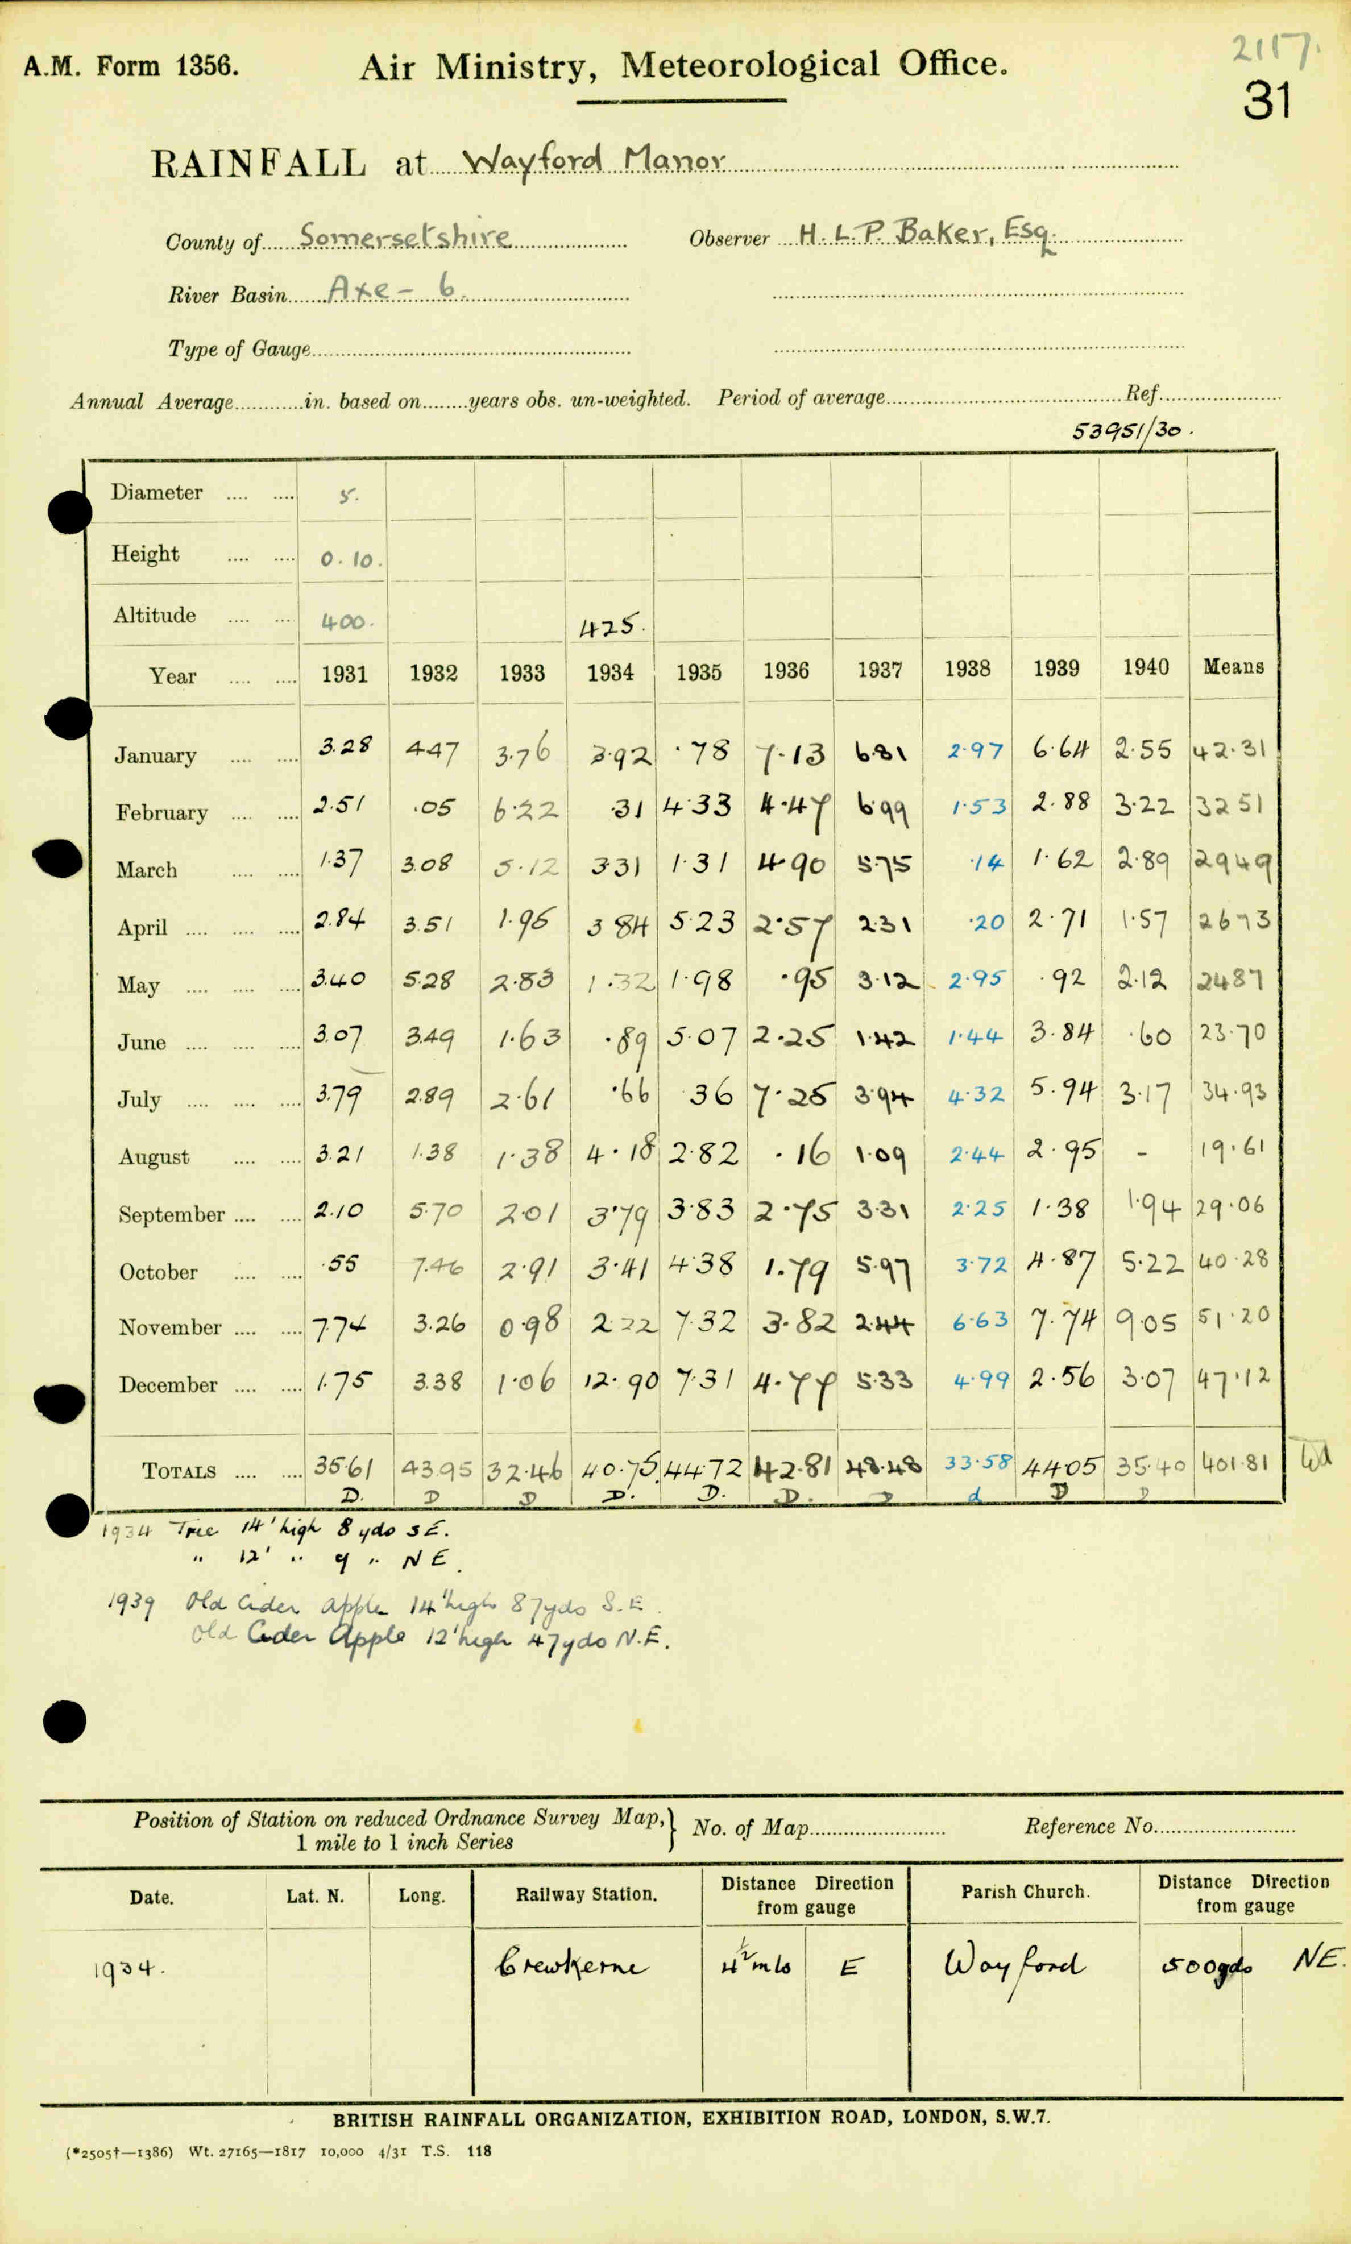 2117.
A.M. Form 1356. Air Ministry, Meteorological Office.
31
RAINFALL at Wayford Manor
County of Somersetshire Observer H. L. P. Baker, Esq.
River Basin Axe - 6.
Type of Gauge
Annual Average in. based on years obs. un-weighted. Period of average Ref.
53951/30.
Diameter 5.
Height 0.10.
Altitude 400. 425.
Year 1931 1932 1933 1934 1935 1936 1937 1938 1939 1940 Means
January 3.28 4.47 3.76 3.92 .78 7.13 6.81 2.97 6.64 2.55 42.31
February 2.51 .05 6.22 .31 4.33 4.47 6.99 1.53 2.88 3.22 32 51
March 1.37 3.08 5.12 3 31 1.31 4.90 5.75 .14 1.62 2.89 29 49
April 2.84 3.51 1.95 3 84 5 23 2.57 2.31 .20 2.71 1.57 26 73
May 3.40 5.28 2.83 1.32 1.98 .95 3.12 2.95 .92 2.12 24 87
June 3.07 3.49 1.63 .89 5.07 2.25 1.42 1.44 3.84 .60 23.70
July 3.79 2.89 2.61 .66 36 7.25 3.94 4.32 5.94 3.17 34.93
August 3.21 1.38 1.38 4.18 2.82 .16 1.09 2.44 2.95 - 19.61
September 2.10 5.70 2.01 3.79 3.83 2.75 3.31 2.25 1.38 1.94 29.06
October .55 7.46 2.91 3.41 4.38 1.79 5.97 3.72 4.87 5.22 40.28
November 7.74 3.26 0.98 2.22 7.32 3.82 2.44 6.63 7.74 9.05 51.20
December 1.75 3.38 1.06 12.90 7.31 4.77 5.33 4.99 2.56 3.07 47.12
TOTALS 35.61 43.95 32.46 40.75 44.72 42.81 48.48 33.58 44.05 35.40 401.81
D. D D D. D. D. D d D D
1934 Tree 14' high 8 yds SE.
" 12' " 9 " NE.
1939 Old Cider apple 14' high 87yds S.E.
Old Cider Apple 12' high 47yds N.E.
Position of Station on reduced Ordnance Survey Map, } No. of Map Reference No.
1 mile to 1 inch Series
Date. Lat. N. Long. Railway Station. Distance Direction from gauge Parish Church. Distance Direction from gauge
1934. Crewkerne 4½ mls E Wayford 500yds NE.
BRITISH RAINFALL ORGANIZATION, EXHIBITION ROAD, LONDON, S.W.7.
(*2505†—1386) Wt. 27165—1817 10,000 4/31 T.S. 118